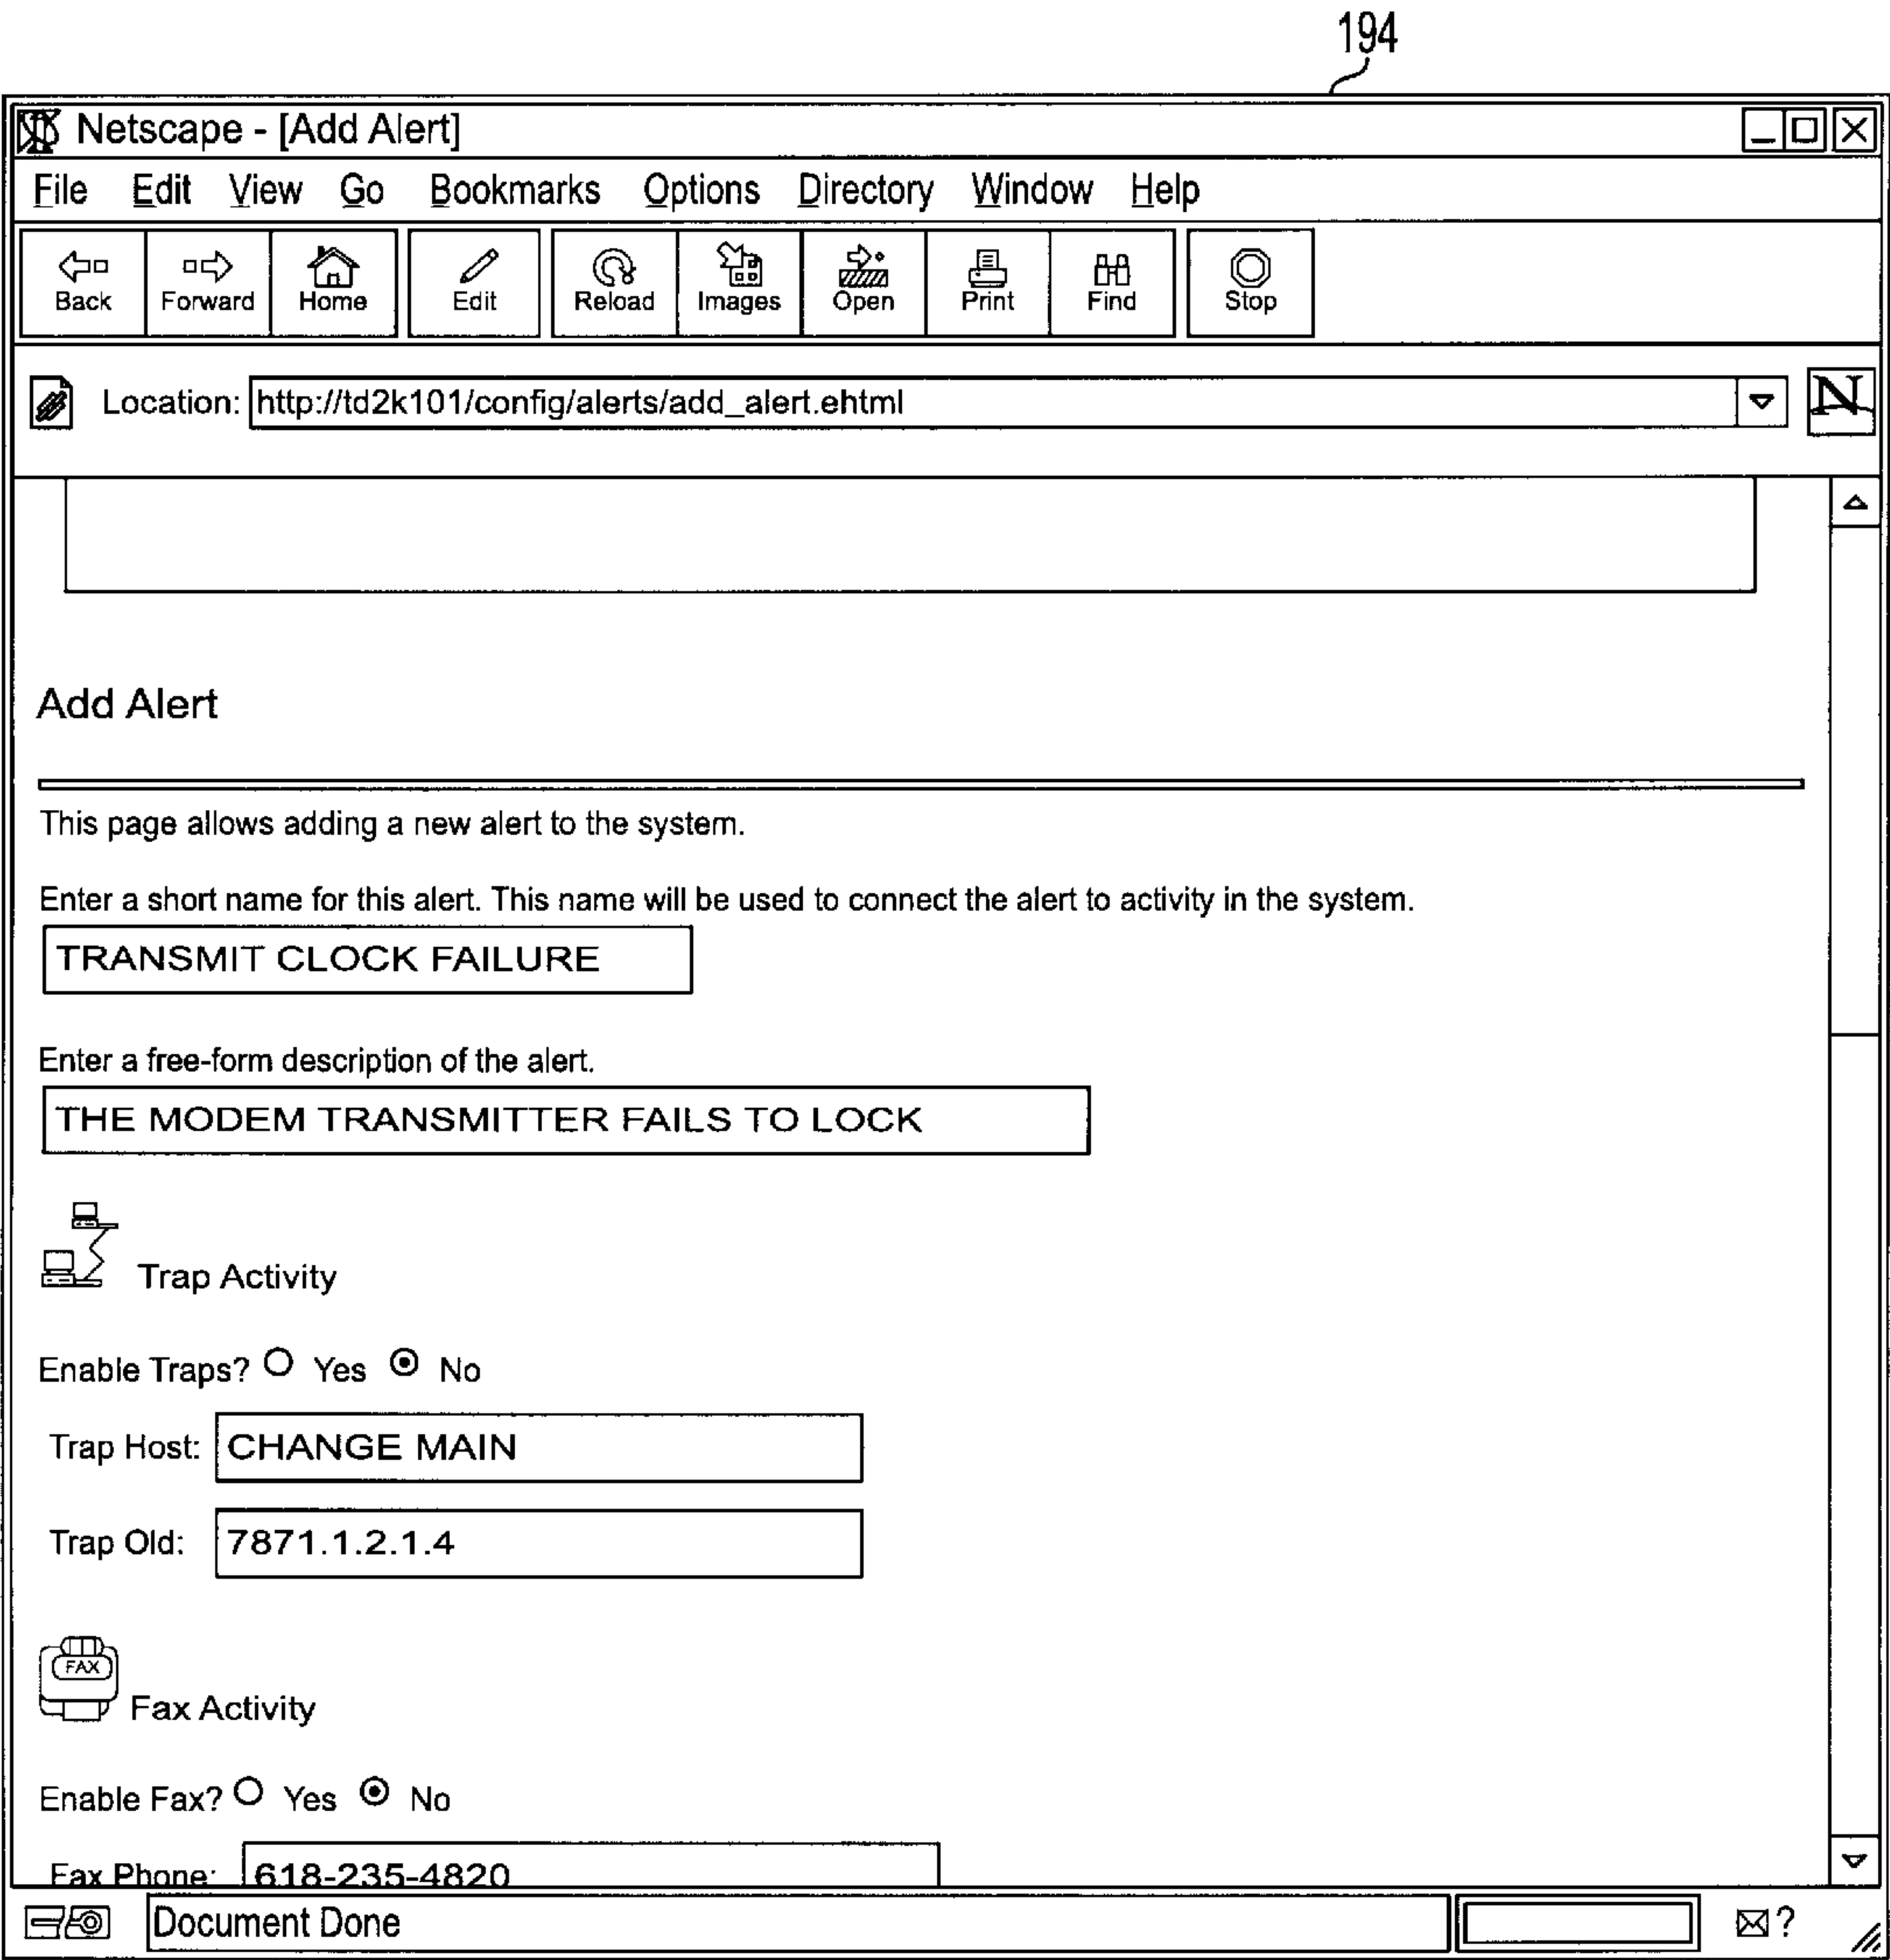 194
Netscape - [Add Alert]
File Edit View Go Bookmarks Options Directory Window Help
Back Forward Home Edit Reload Images Open Print Find Stop
Location: http://td2k101/config/alerts/add_alert.ehtml
N
Add Alert
This page allows adding a new alert to the system.
Enter a short name for this alert. This name will be used to connect the alert to activity in the system.
TRANSMIT CLOCK FAILURE
Enter a free-form description of the alert.
THE MODEM TRANSMITTER FAILS TO LOCK
Trap Activity
Enable Traps? Yes No
Trap Host: CHANGE MAIN
Trap Old: 7871.1.2.1.4
FAX
Fax Activity
Enable Fax? Yes No
Fax Phone: 618-235-4820
Document Done
?